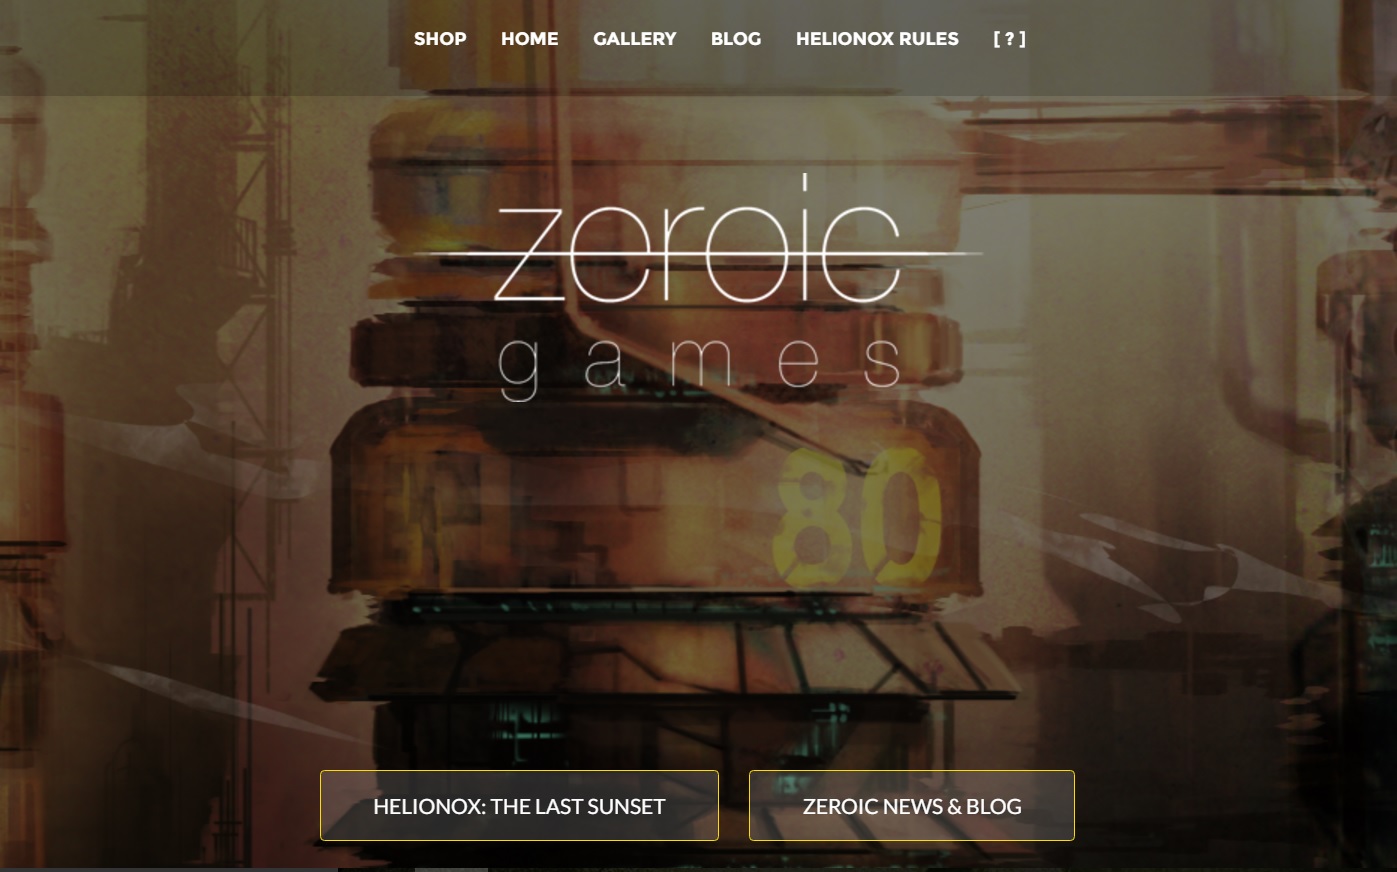 SHOP HOME GALLERY BLOG HELIONOX RULES [ ? ]
zeroic
games
80
HELIONOX: THE LAST SUNSET ZEROIC NEWS & BLOG